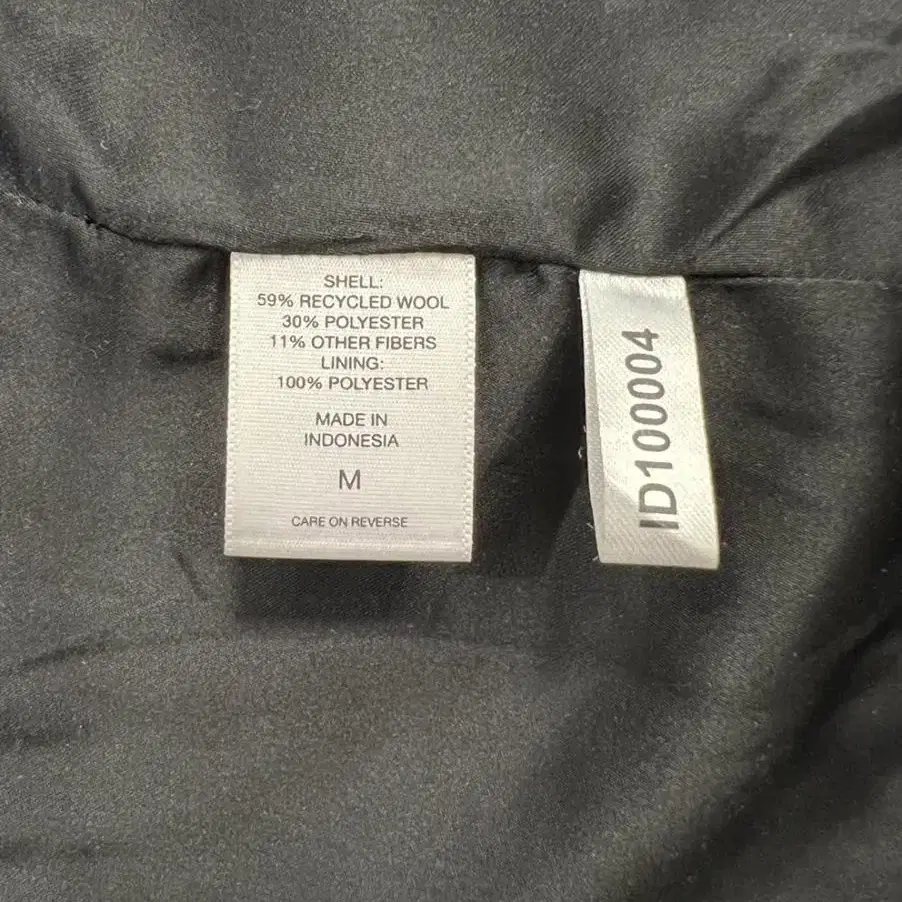 SHELL:
59% RECYCLED WOOL
30% POLYESTER
11% OTHER FIBERS
LINING:
100% POLYESTER
MADE IN
INDONESIA
M
CARE ON REVERSE
ID100004